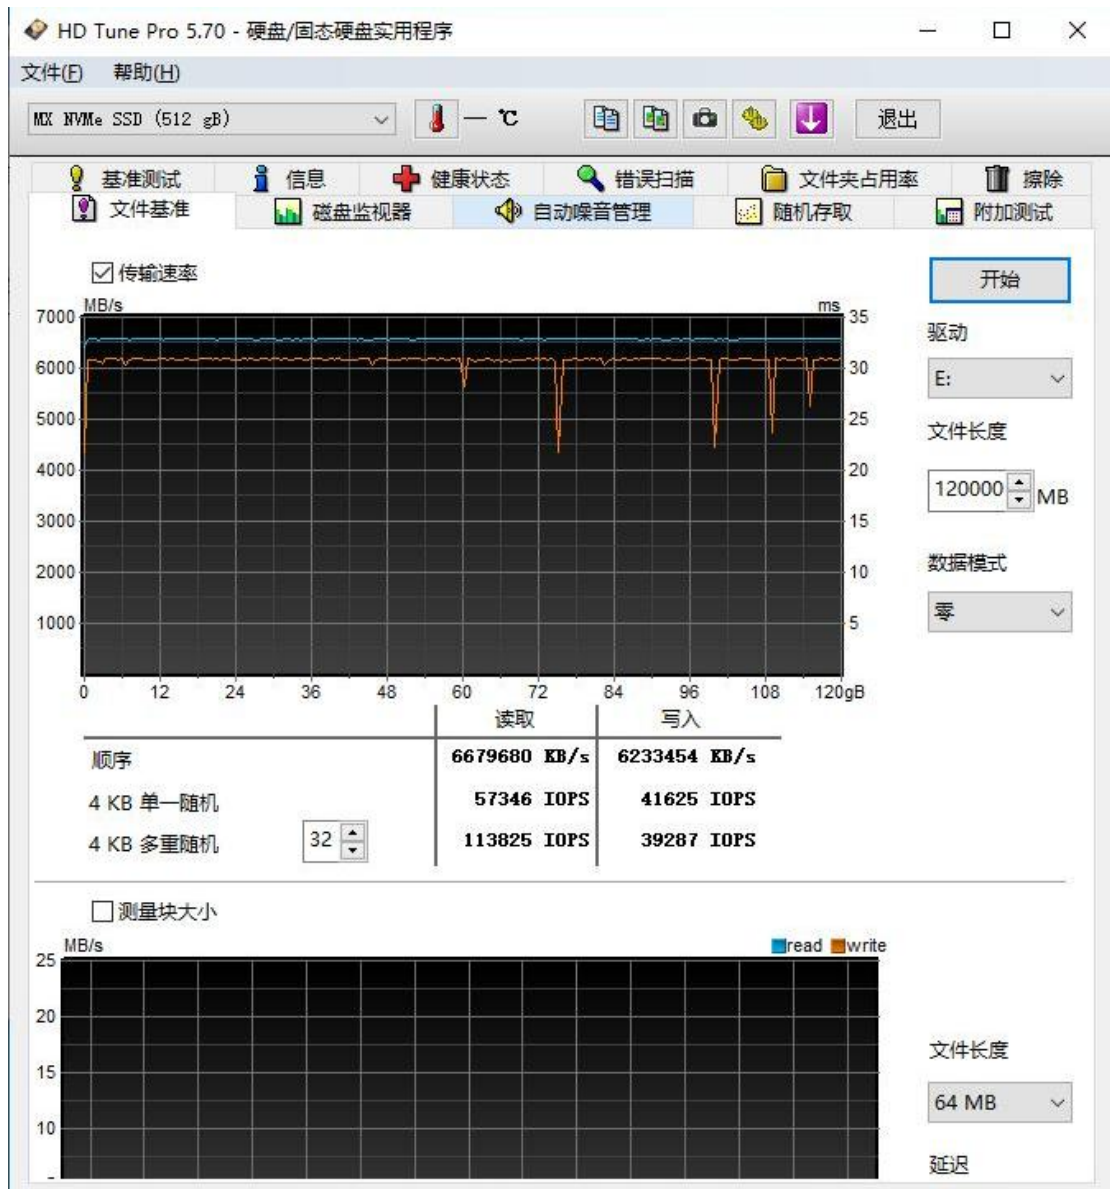 HD Tune Pro 5.70 - 硬盘/固态硬盘实用程序
文件(F) 帮助(H)
MX NVMe SSD (512 gB) — ℃ 退出
基准测试 信息 健康状态 错误扫描 文件夹占用率 擦除
文件基准 磁盘监视器 自动噪音管理 随机存取 附加测试
传输速率 开始
MB/s ms
7000 35
驱动
6000 30
E:
5000 25
文件长度
4000 20
120000 MB
3000 15
数据模式
2000 10
零
1000 5
0 12 24 36 48 60 72 84 96 108 120gB
读取 写入
顺序 6679680 KB/s 6233454 KB/s
4 KB 单一随机 57346 IOPS 41625 IOPS
4 KB 多重随机 32 113825 IOPS 39287 IOPS
测量块大小
MB/s read write
25
20
15
文件长度
64 MB
10
延迟